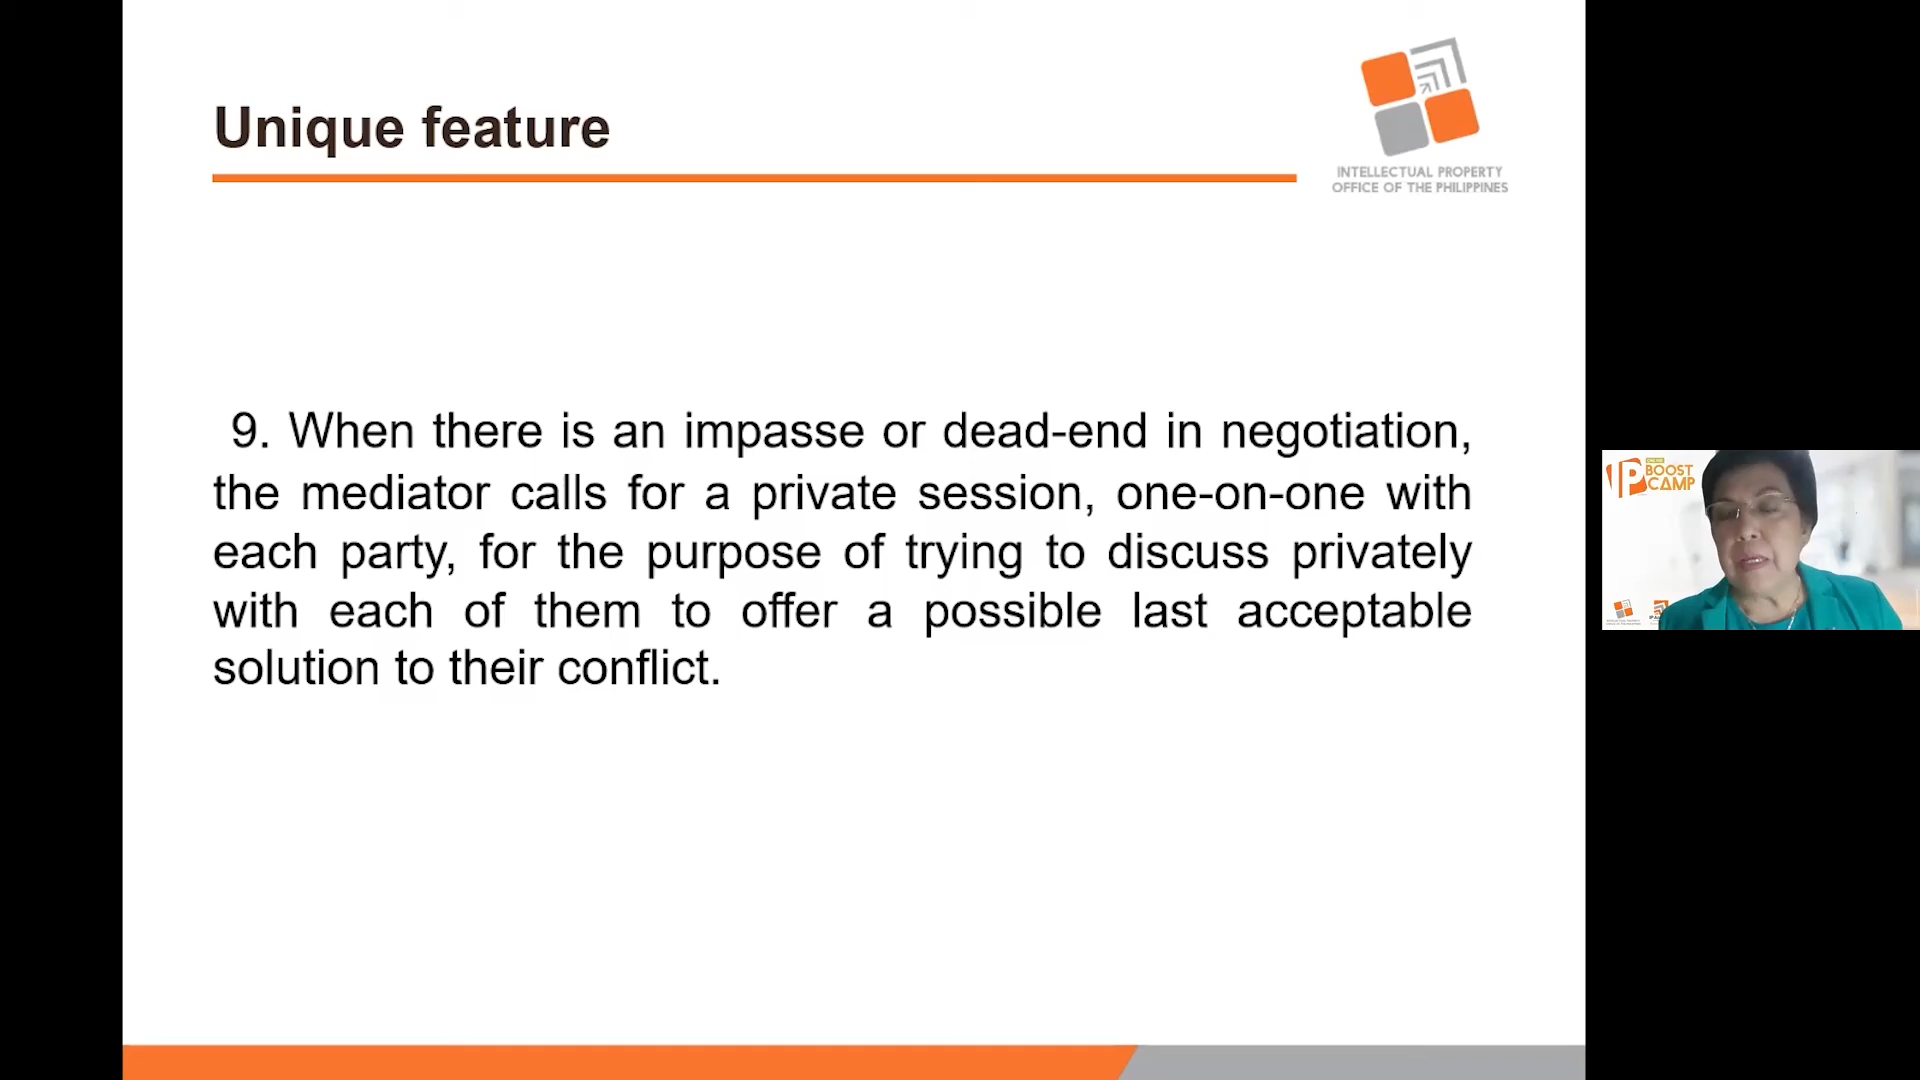 Unique feature
INTELLECTUAL PROPERTY
OFFICE OF THE PHILIPPINES
9. When there is an impasse or dead-end in negotiation,
the mediator calls for a private session, one-on-one with
each party, for the purpose of trying to discuss privately
with each of them to offer a possible last acceptable
solution to their conflict.
IP BOOST
CAMP